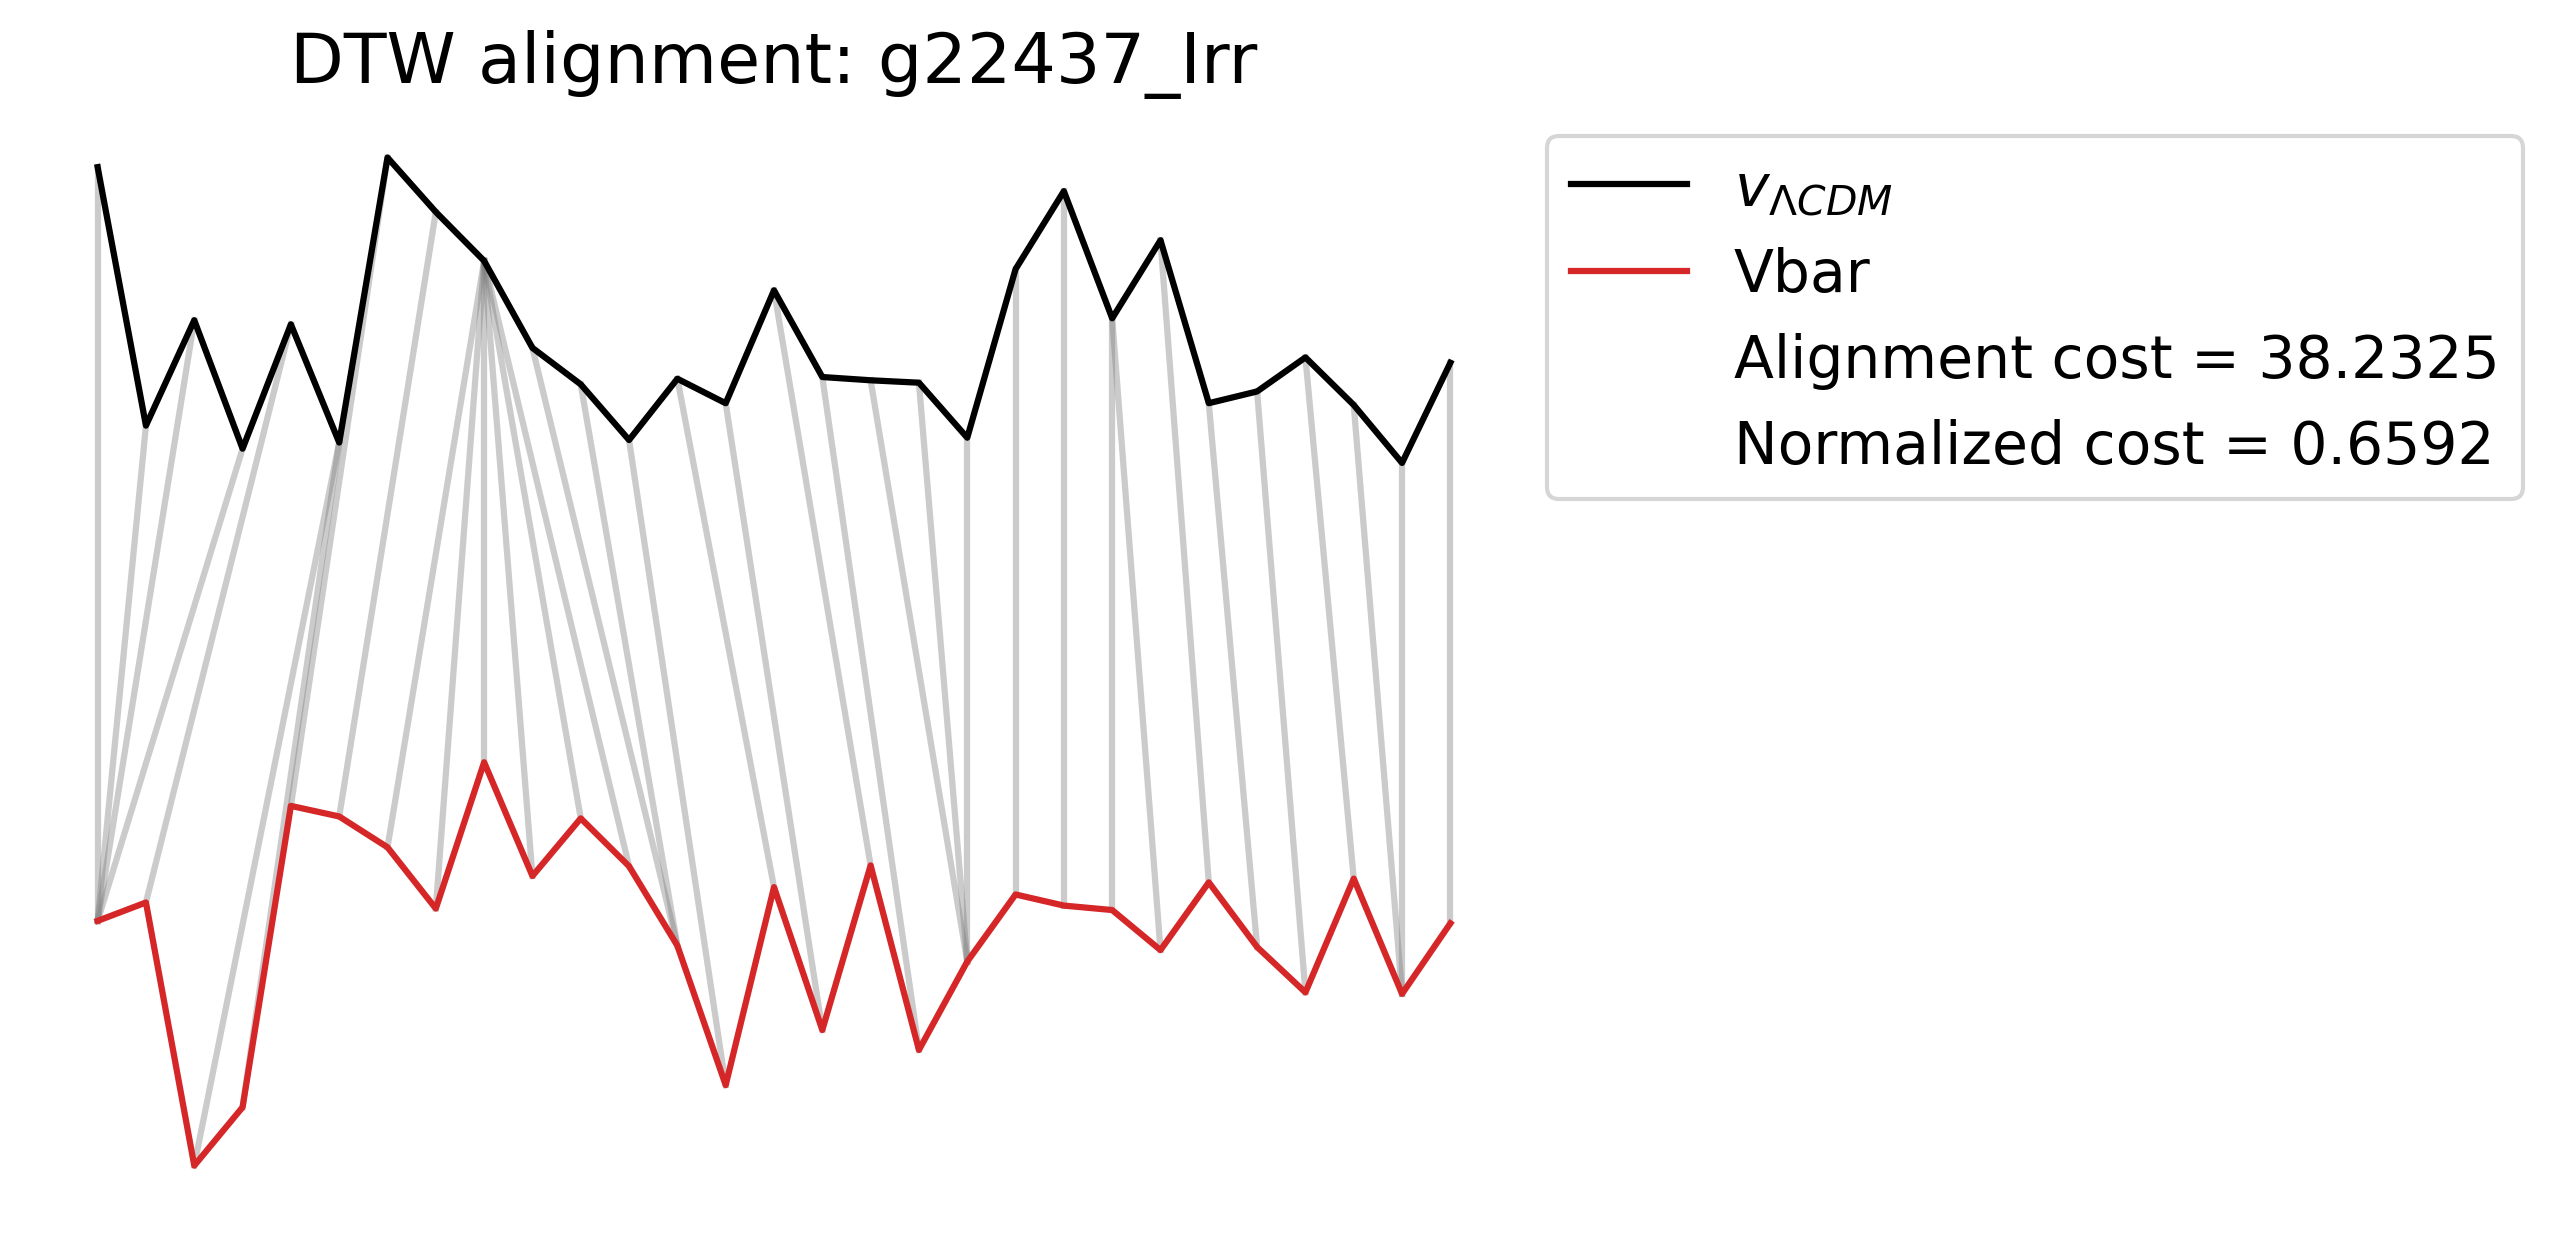 DTW alignment: g22437_Irr
vΛCDM
Vbar
Alignment cost = 38.2325
Normalized cost = 0.6592